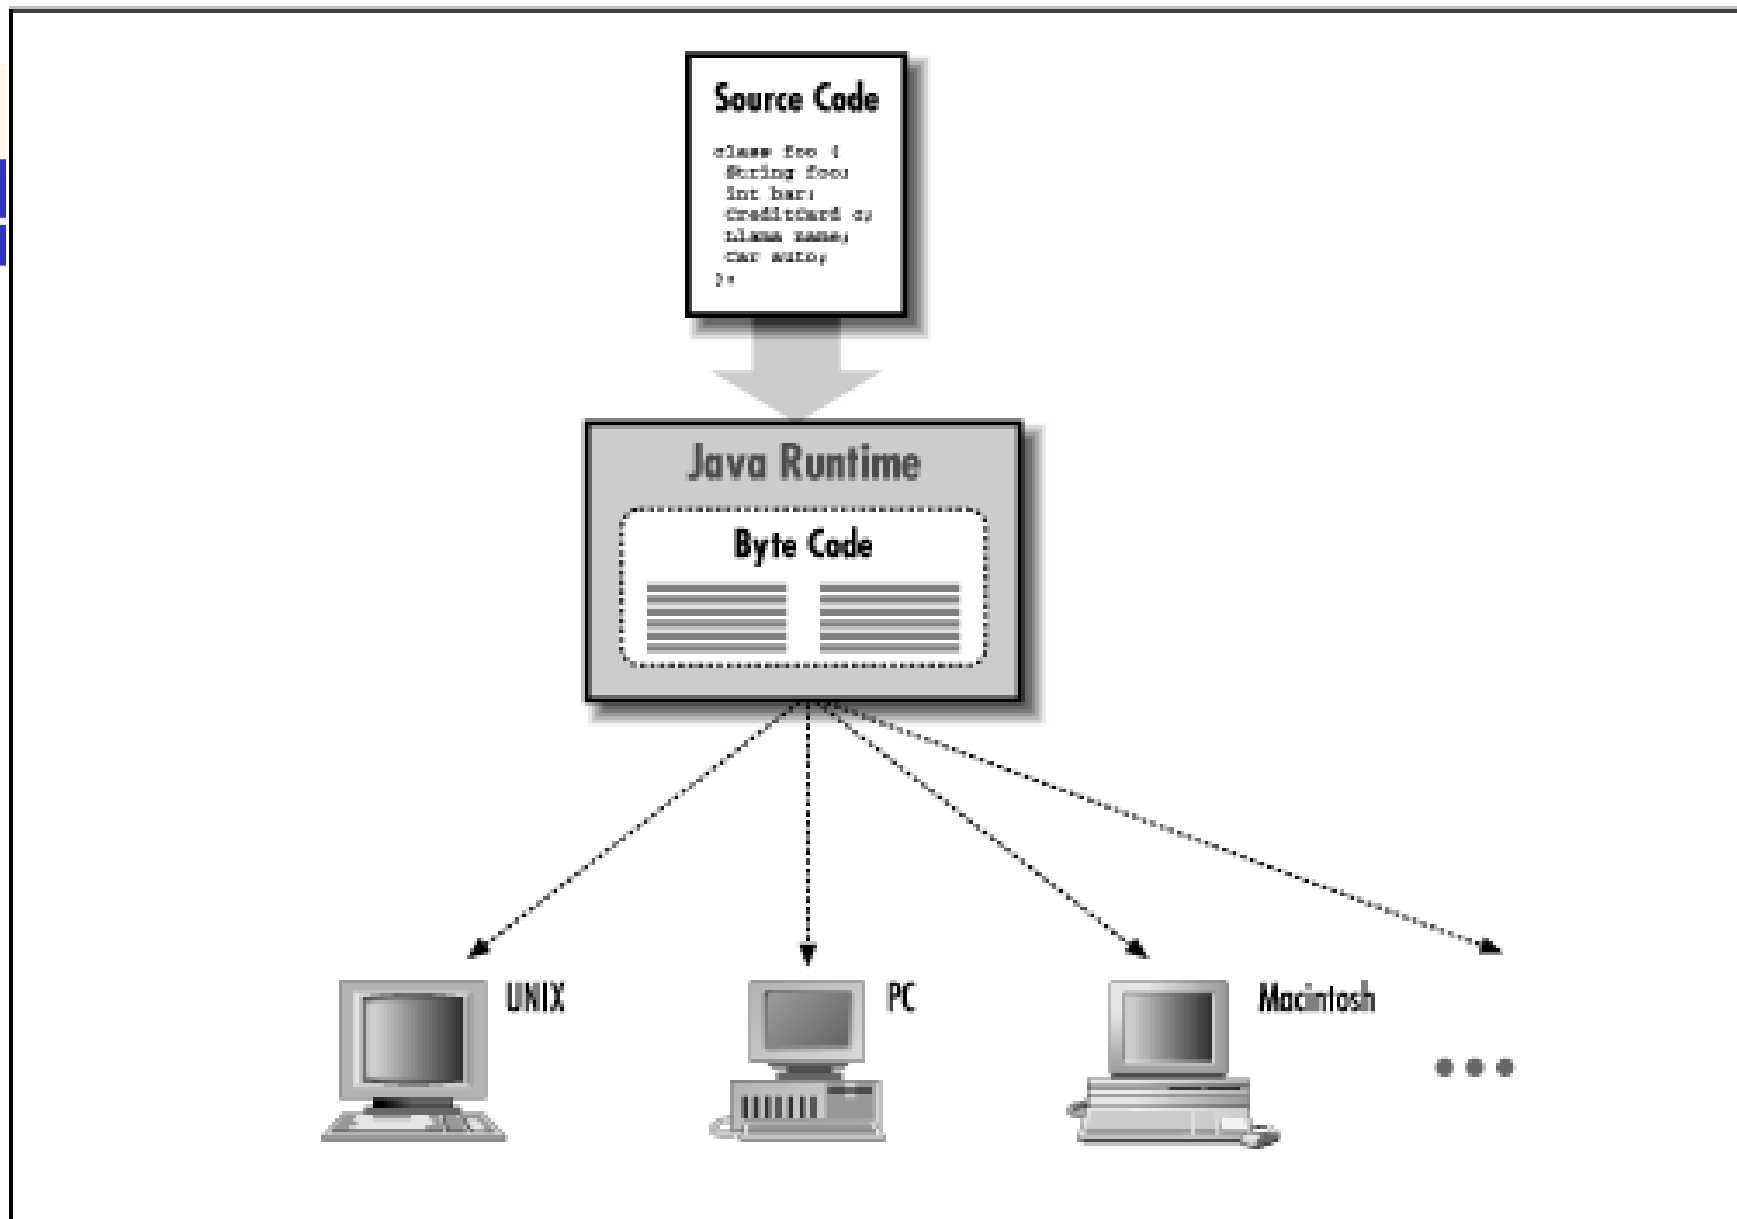 Source Code
class foo {
String foo;
int bar;
CreditCard c;
Llama
Car auto;
Java Runtime
Byte Code
UNIX
PC
Macintosh